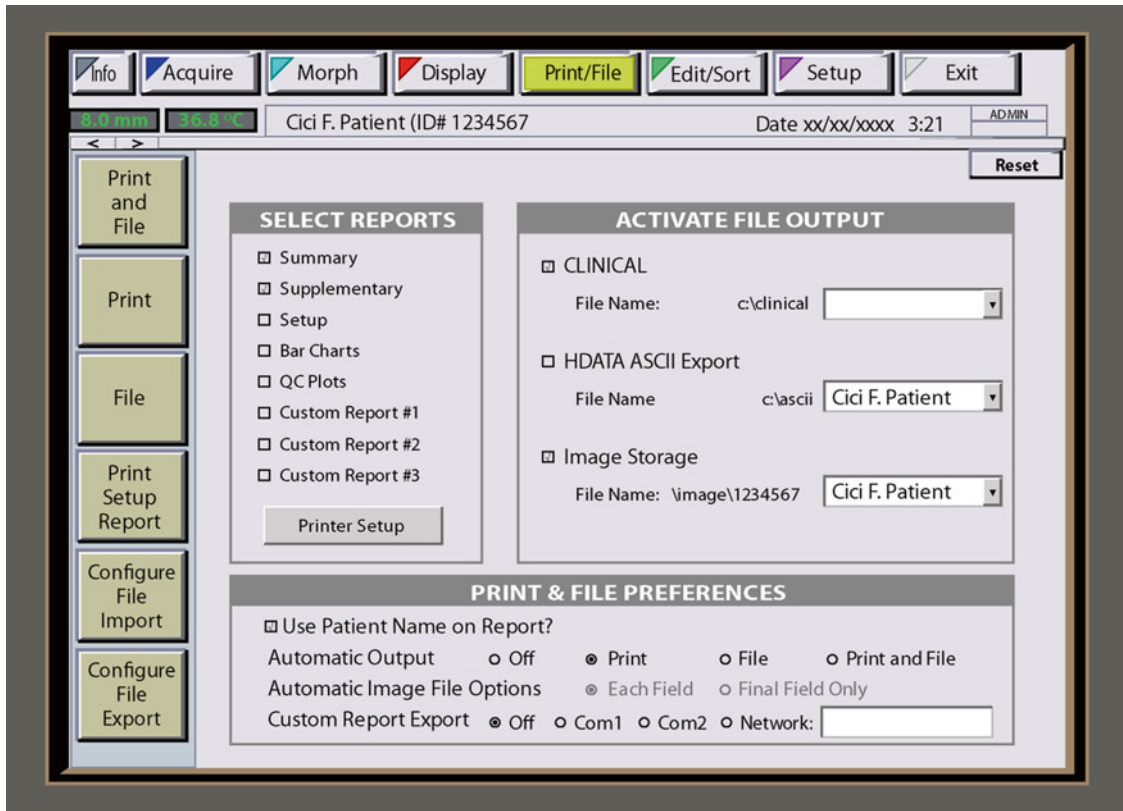 Info Acquire Morph Display Print/File Edit/Sort Setup Exit
8.0 mm 36.8 °C Cici F. Patient (ID# 1234567 Date xx/xx/xxxx 3:21 ADMIN
< >
Reset
Print
and
File
Print
File
Print
Setup
Report
Configure
File
Import
Configure
File
Export
SELECT REPORTS
Summary
Supplementary
Setup
Bar Charts
QC Plots
Custom Report #1
Custom Report #2
Custom Report #3
Printer Setup
ACTIVATE FILE OUTPUT
CLINICAL
File Name: c:\clinical
HDATA ASCII Export
File Name c:\ascii Cici F. Patient
Image Storage
File Name: \image\1234567 Cici F. Patient
PRINT & FILE PREFERENCES
Use Patient Name on Report?
Automatic Output Off Print File Print and File
Automatic Image File Options Each Field Final Field Only
Custom Report Export Off Com1 Com2 Network: